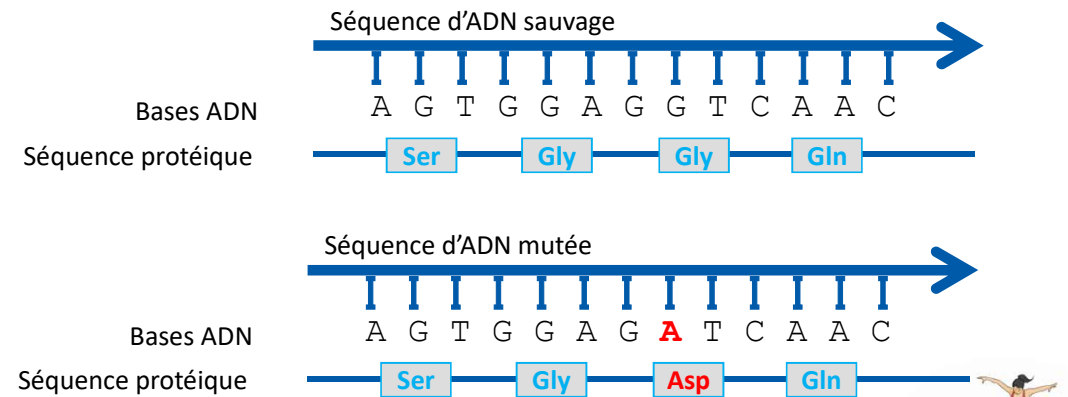 Séquence d’ADN sauvage
Bases ADN A G T G G A G G T C A A C
Séquence protéique Ser Gly Gly Gln
Séquence d’ADN mutée
Bases ADN A G T G G A G A T C A A C
Séquence protéique Ser Gly Asp Gln